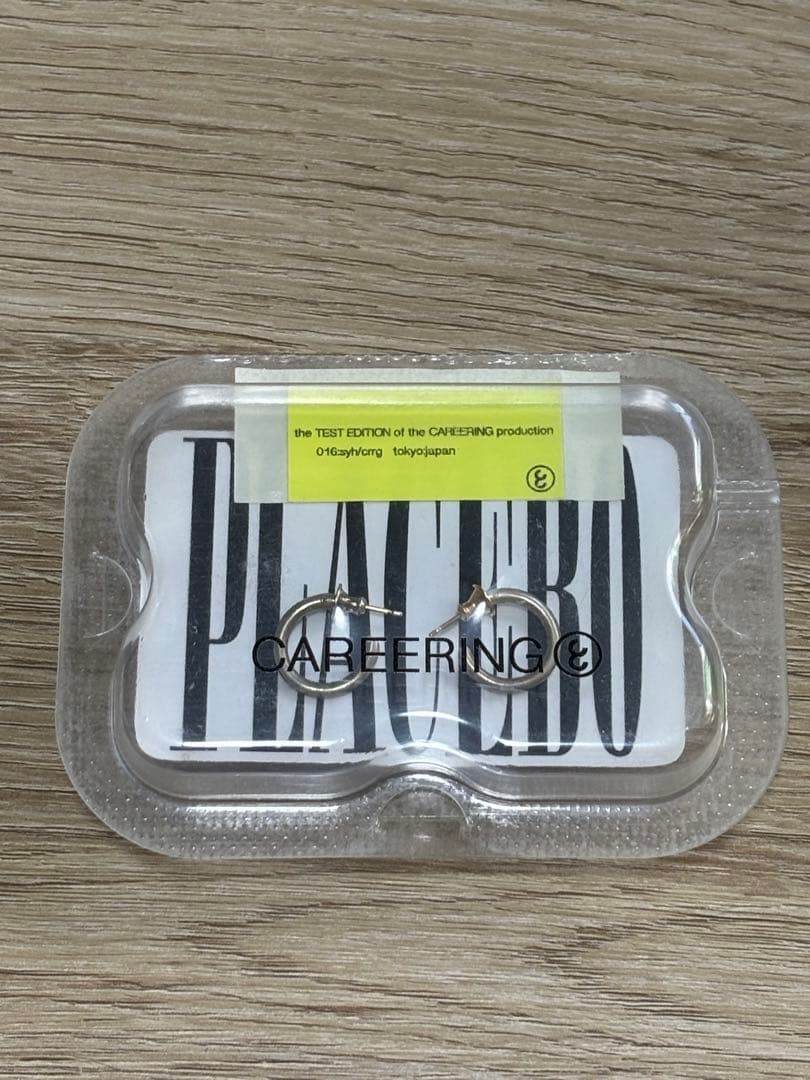 the TEST EDITION of the CAREERING production
016:syh/crrg tokyo:japan
PLACEBO
CAREERING